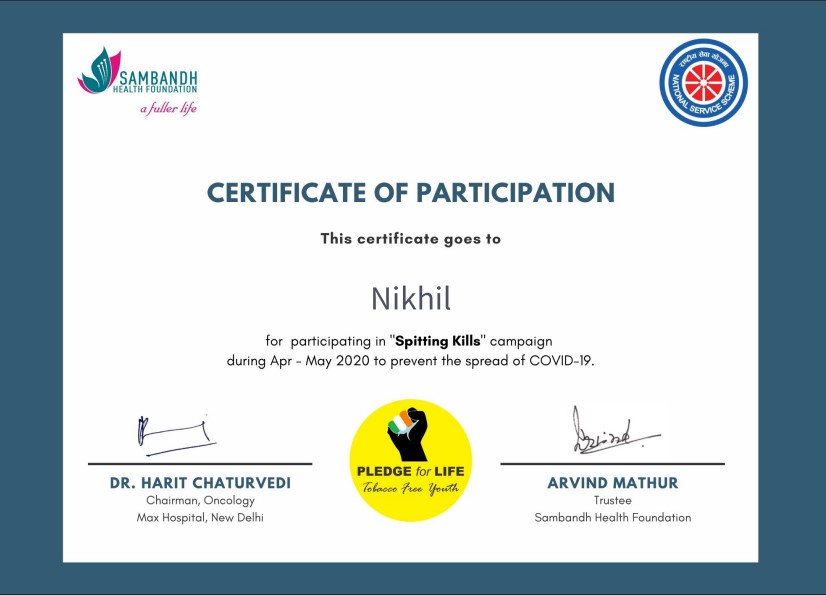 SAMBANDH
HEALTH FOUNDATION
a fuller life
राष्ट्रीय सेवा योजना
NATIONAL SERVICE SCHEME
CERTIFICATE OF PARTICIPATION
This certificate goes to
Nikhil
for participating in "Spitting Kills" campaign
during Apr - May 2020 to prevent the spread of COVID-19.
DR. HARIT CHATURVEDI
Chairman, Oncology
Max Hospital, New Delhi
PLEDGE for LIFE
Tobacco Free Youth
ARVIND MATHUR
Trustee
Sambandh Health Foundation